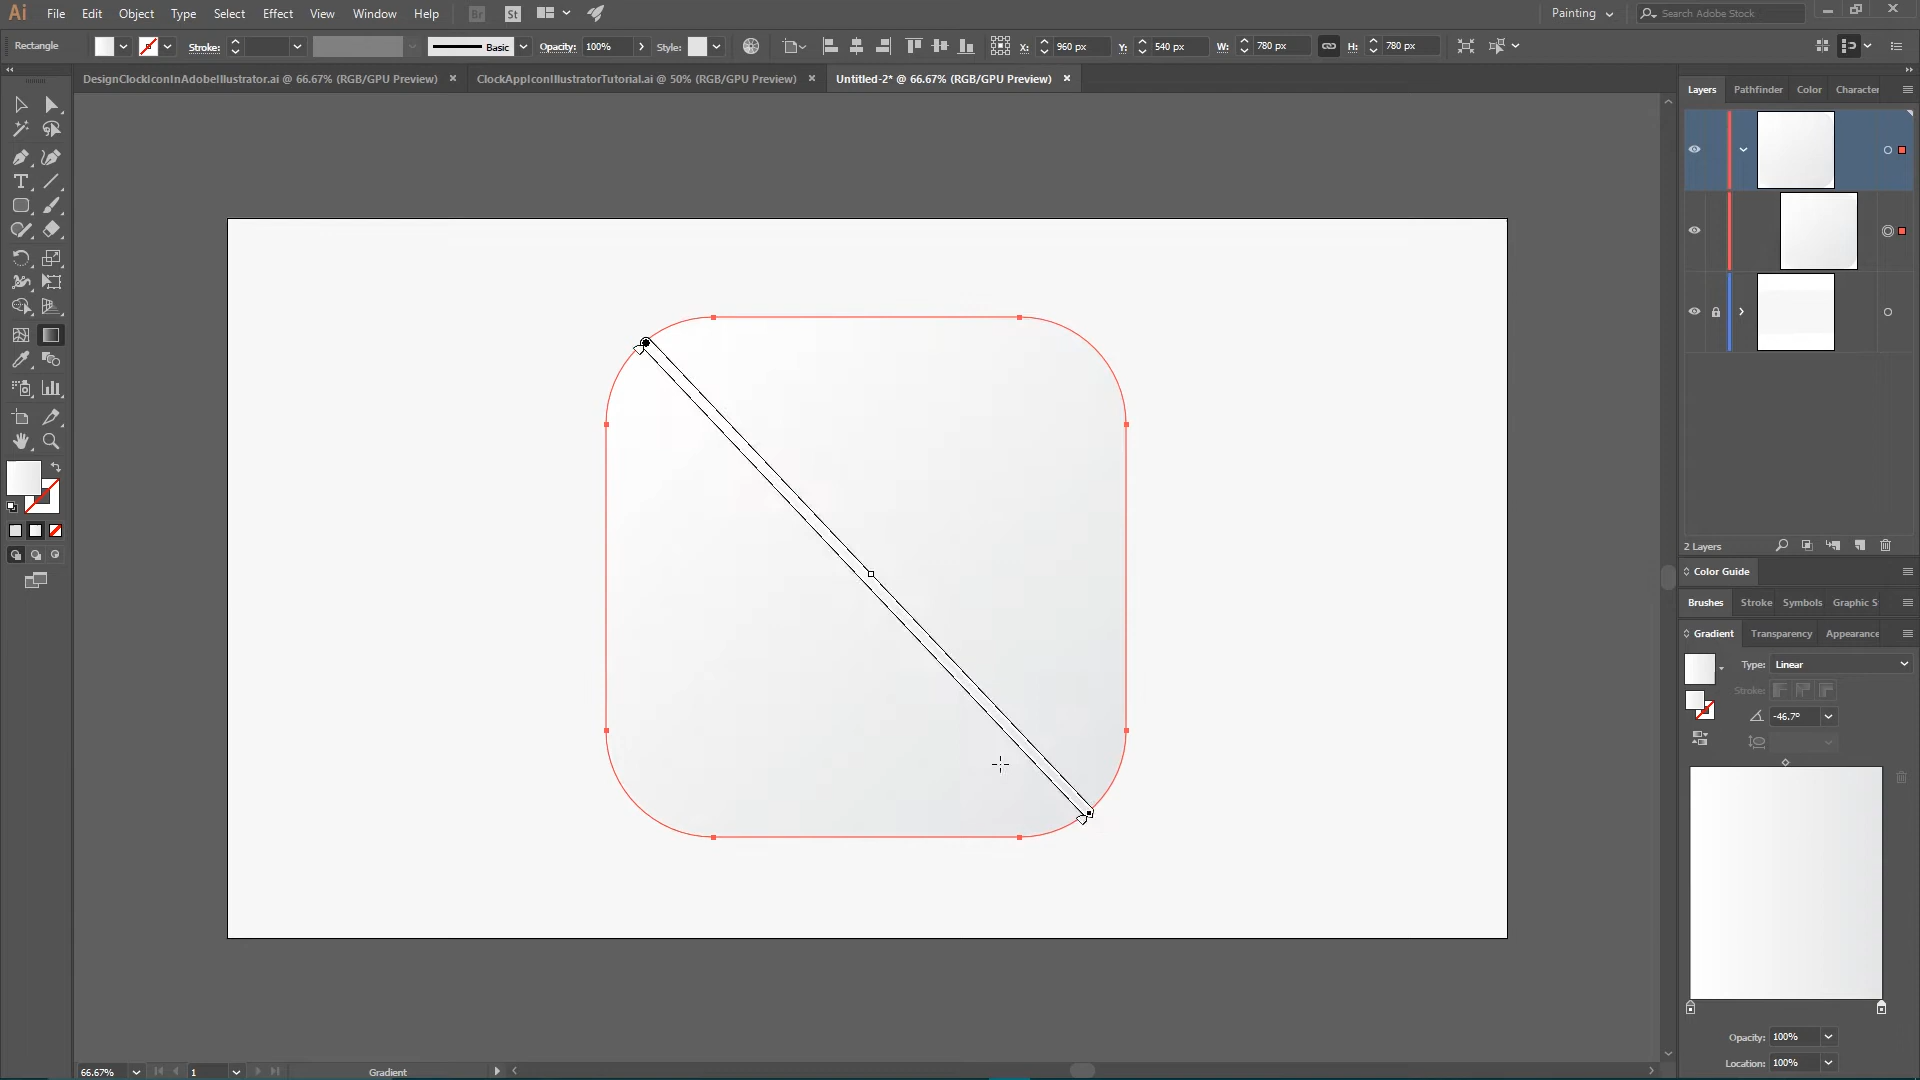 Ai File Edit Object Type Select Effect View Window Help Br St Painting Search Adobe Stock
Rectangle Stroke: Basic Opacity: 100% Style: X: 960 px Y: 540 px W: 780 px H: 780 px
DesignClockIconInAdobeIllustrator.ai @ 66.67% (RGB/GPU Preview) × ClockAppIconIllustratorTutorial.ai @ 50% (RGB/GPU Preview) × Untitled-2* @ 66.67% (RGB/GPU Preview) ×
Layers Pathfinder Color Character
2 Layers
Color Guide
Brushes Stroke Symbols Graphic S
Gradient Transparency Appearance
Type: Linear
Stroke:
-46.7°
Opacity: 100%
Location: 100%
66.67% 1 Gradient